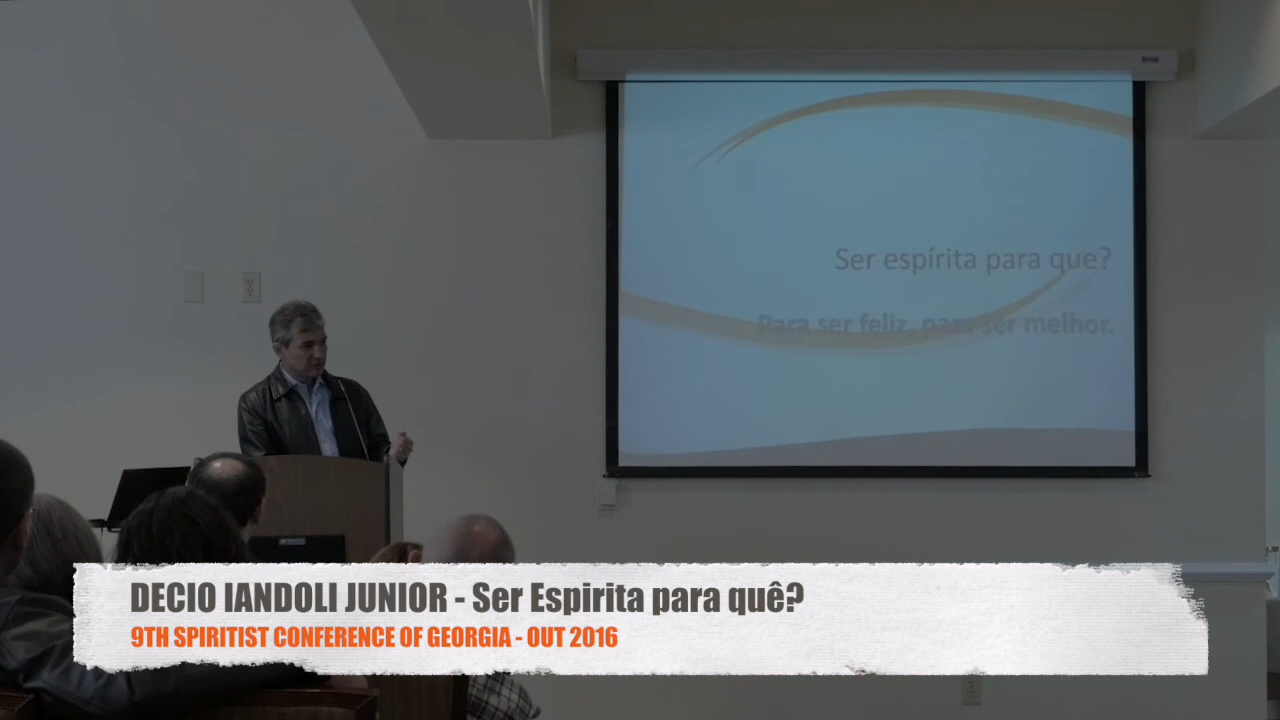 Ser espírita para que?
Para ser feliz, para ser melhor.
DECIO IANDOLI JUNIOR - Ser Espirita para quê?
9TH SPIRITIST CONFERENCE OF GEORGIA - OUT 2016